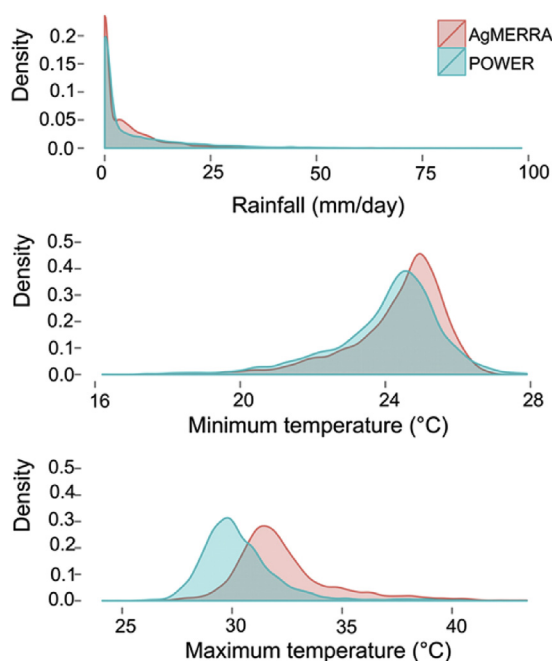 AgMERRA
POWER
Density
0.2
0.15
0.1
0.05
0.0
0 25 50 75 100
Rainfall (mm/day)
Density
0.5
0.4
0.3
0.2
0.1
0.0
16 20 24 28
Minimum temperature (°C)
Density
0.5
0.4
0.3
0.2
0.1
0.0
25 30 35 40
Maximum temperature (°C)